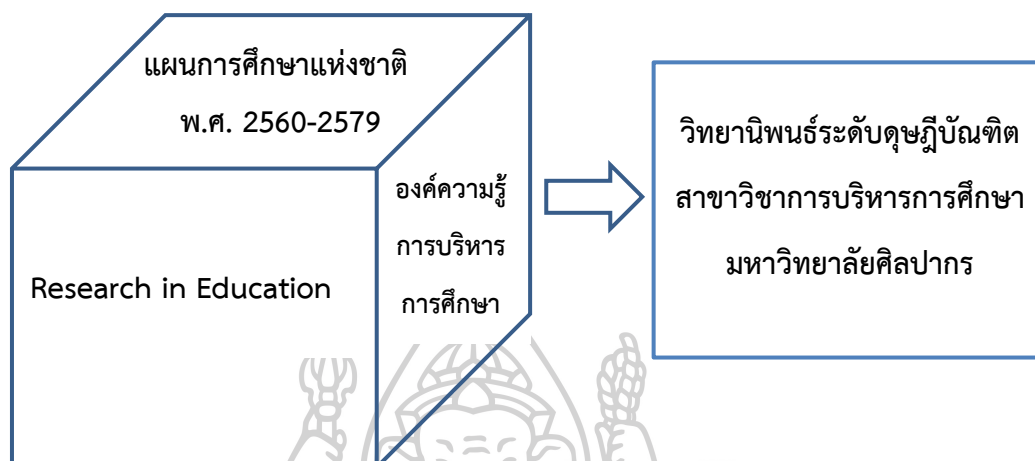 แผนการศึกษาแห่งชาติ
พ.ศ. 2560-2579
Research in Education
องค์ความรู้
การบริหาร
การศึกษา
วิทยานิพนธ์ระดับดุษฎีบัณฑิต
สาขาวิชาการบริหารการศึกษา
มหาวิทยาลัยศิลปากร